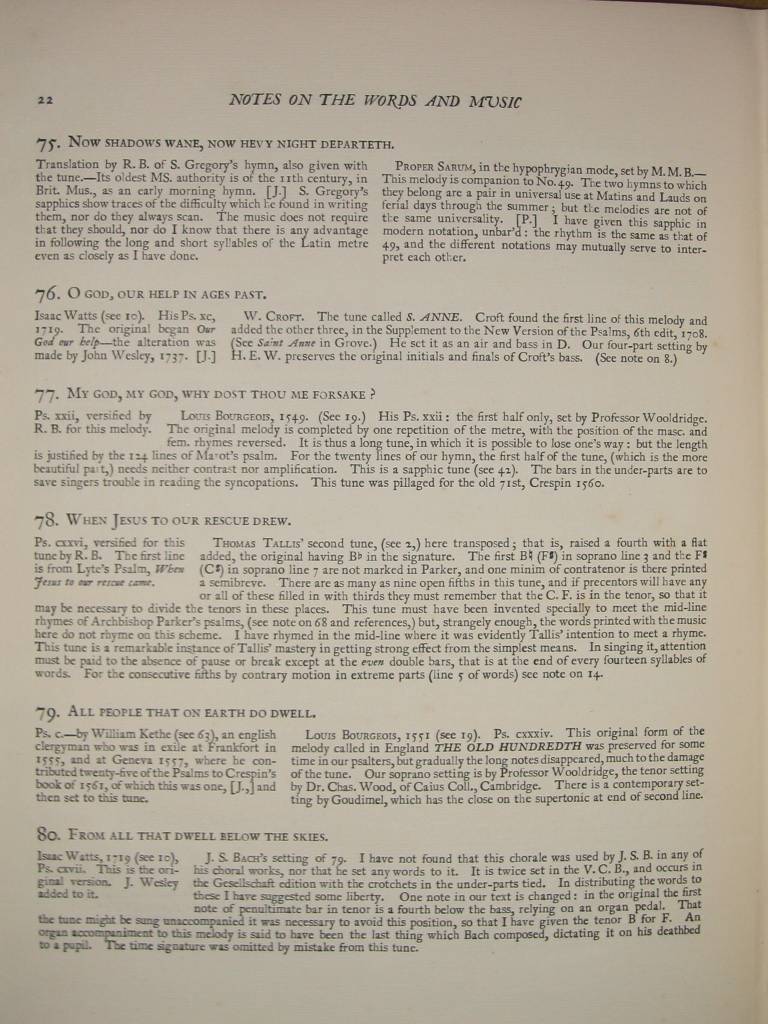 22
NOTES ON THE WORDS AND MUSIC
75. NOW SHADOWS WANE, NOW HEVY NIGHT DEPARTETH.
Translation by R. B. of S. Gregory's hymn, also given with
the tune.—Its oldest MS. authority is of the 11th century, in
Brit. Mus., as an early morning hymn. [J.] S. Gregory's
sapphics show traces of the difficulty which he found in writing
them, nor do they always scan. The music does not require
that they should, nor do I know that there is any advantage
in following the long and short syllables of the Latin metre
even as closely as I have done.
PROPER SARUM, in the hypophrygian mode, set by M. M. B.—
This melody is companion to No. 49. The two hymns to which
they belong are a pair in universal use at Matins and Lauds on
ferial days through the summer; but the melodies are not of
the same universality. [P.] I have given this sapphic in
modern notation, unbar'd: the rhythm is the same as that of
49, and the different notations may mutually serve to inter-
pret each other.
76. O GOD, OUR HELP IN AGES PAST.
Isaac Watts (see 10). His Ps. xc,
1719. The original began Our
God our help—the alteration was
made by John Wesley, 1737. [J.]
W. CROFT. The tune called S. ANNE. Croft found the first line of this melody and
added the other three, in the Supplement to the New Version of the Psalms, 6th edit, 1708.
(See Saint Anne in Grove.) He set it as an air and bass in D. Our four-part setting by
H. E. W. preserves the original initials and finals of Croft's bass. (See note on 8.)
77. MY GOD, MY GOD, WHY DOST THOU ME FORSAKE ?
Ps. xxii, versified by
R. B. for this melody.
LOUIS BOURGEOIS, 1549. (See 19.) His Ps. xxii: the first half only, set by Professor Wooldridge.
The original melody is completed by one repetition of the metre, with the position of the masc. and
fem. rhymes reversed. It is thus a long tune, in which it is possible to lose one's way: but the length
is justified by the 124 lines of Marot's psalm. For the twenty lines of our hymn, the first half of the tune, (which is the more
beautiful part,) needs neither contrast nor amplification. This is a sapphic tune (see 42). The bars in the under-parts are to
save singers trouble in reading the syncopations. This tune was pillaged for the old 71st, Crespin 1560.
78. WHEN JESUS TO OUR RESCUE DREW.
Ps. cxxvi, versified for this
tune by R. B. The first line
is from Lyte's Psalm, When
Jesus to our rescue came.
THOMAS TALLIS' second tune, (see 2,) here transposed; that is, raised a fourth with a flat
added, the original having B♭ in the signature. The first B♮ (F♯) in soprano line 3 and the F♯
(C♯) in soprano line 7 are not marked in Parker, and one minim of contratenor is there printed
a semibreve. There are as many as nine open fifths in this tune, and if precentors will have any
or all of these filled in with thirds they must remember that the C. F. is in the tenor, so that it
may be necessary to divide the tenors in these places. This tune must have been invented specially to meet the mid-line
rhymes of Archbishop Parker's psalms, (see note on 68 and references,) but, strangely enough, the words printed with the music
here do not rhyme on this scheme. I have rhymed in the mid-line where it was evidently Tallis' intention to meet a rhyme.
This tune is a remarkable instance of Tallis' mastery in getting strong effect from the simplest means. In singing it, attention
must be paid to the absence of pause or break except at the even double bars, that is at the end of every fourteen syllables of
words. For the consecutive fifths by contrary motion in extreme parts (line 5 of words) see note on 14.
79. ALL PEOPLE THAT ON EARTH DO DWELL.
Ps. c.—by William Kethe (see 63), an english
clergyman who was in exile at Frankfort in
1555, and at Geneva 1557, where he con-
tributed twenty-five of the Psalms to Crespin's
book of 1561, of which this was one, [J.,] and
then set to this tune.
LOUIS BOURGEOIS, 1551 (see 19). Ps. cxxxiv. This original form of the
melody called in England THE OLD HUNDREDTH was preserved for some
time in our psalters, but gradually the long notes disappeared, much to the damage
of the tune. Our soprano setting is by Professor Wooldridge, the tenor setting
by Dr. Chas. Wood, of Caius Coll., Cambridge. There is a contemporary set-
ting by Goudimel, which has the close on the supertonic at end of second line.
80. FROM ALL THAT DWELL BELOW THE SKIES.
Isaac Watts, 1719 (see 10),
Ps. cxvii. This is the ori-
ginal version. J. Wesley
added to it.
J. S. BACH'S setting of 79. I have not found that this chorale was used by J. S. B. in any of
his choral works, nor that he set any words to it. It is twice set in the V. C. B., and occurs in
the Gesellschaft edition with the crotchets in the under-parts tied. In distributing the words to
these I have suggested some liberty. One note in our text is changed: in the original the first
note of penultimate bar in tenor is a fourth below the bass, relying on an organ pedal. That
the tune might be sung unaccompanied it was necessary to avoid this position, so that I have given the tenor B for F. An
organ accompaniment to this melody is said to have been the last thing which Bach composed, dictating it on his deathbed
to a pupil. The time signature was omitted by mistake from this tune.